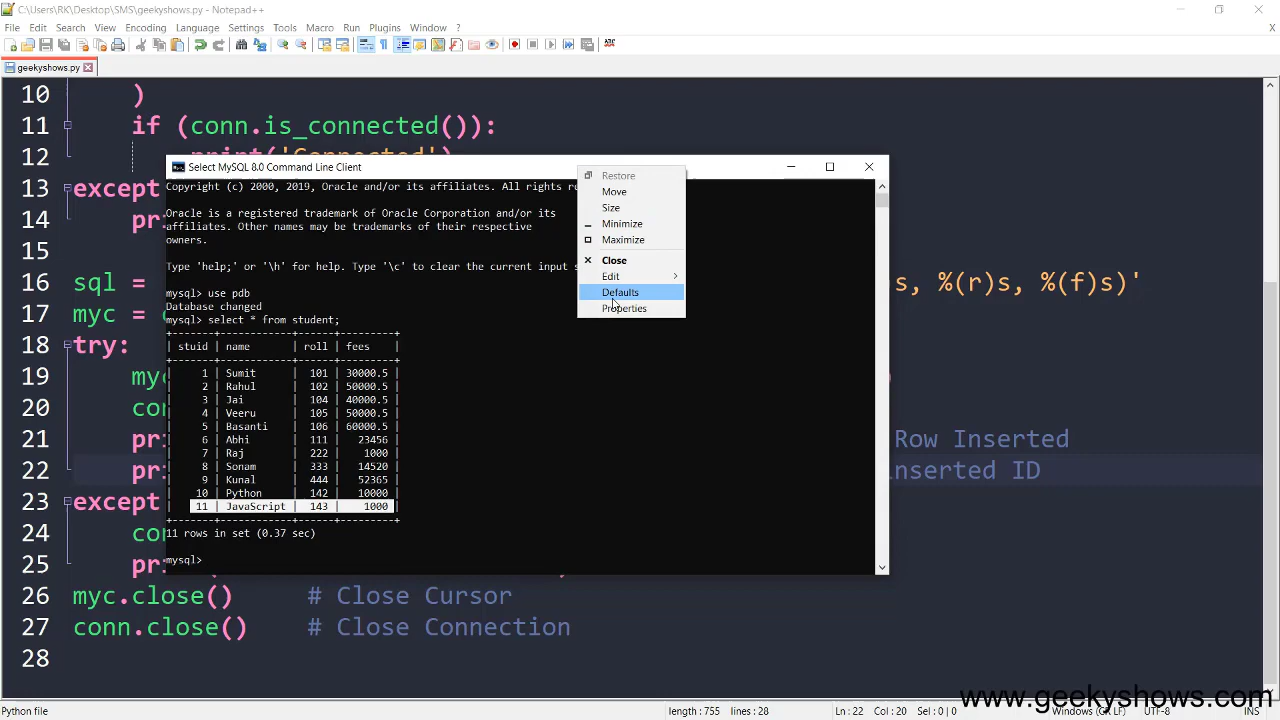 C:\Users\RK\Desktop\SMS\geekyshows.py - Notepad++
File Edit Search View Encoding Language Settings Tools Macro Run Plugins Window ?
geekyshows.py
10 )
11 if (conn.is_connected()):
12 print('Connected')
Select MySQL 8.0 Command Line Client
Copyright (c) 2000, 2019, Oracle and/or its affiliates. All rights re
Oracle is a registered trademark of Oracle Corporation and/or its
affiliates. Other names may be trademarks of their respective
owners.
Type 'help;' or '\h' for help. Type '\c' to clear the current input s
mysql> use pdb
Database changed
mysql> select * from student;
| stuid | name | roll | fees |
| 1 | Sumit | 101 | 30000.5 |
| 2 | Rahul | 102 | 50000.5 |
| 3 | Jai | 104 | 40000.5 |
| 4 | Veeru | 105 | 50000.5 |
| 5 | Basanti | 106 | 60000.5 |
| 6 | Abhi | 111 | 23456 |
| 7 | Raj | 222 | 1000 |
| 8 | Sonam | 333 | 14520 |
| 9 | Kunal | 444 | 52365 |
| 10 | Python | 142 | 10000 |
| 11 | JavaScript | 143 | 1000 |
11 rows in set (0.37 sec)
mysql>
Restore
Move
Size
Minimize
Maximize
Close
Edit
Defaults
Properties
13 except
14 pr
15
16 sql = s, %(r)s, %(f)s)'
17 myc = c
18 try:
19 myc
20 con
21 pri Row Inserted
22 pri Inserted ID
23 except
24 con
25 pri
26 myc.close() # Close Cursor
27 conn.close() # Close Connection
28
www.geekyshows.com
Python file length : 755 lines : 28 Ln : 22 Col : 20 Sel : 0 | 0 Windows (CR LF) UTF-8 INS